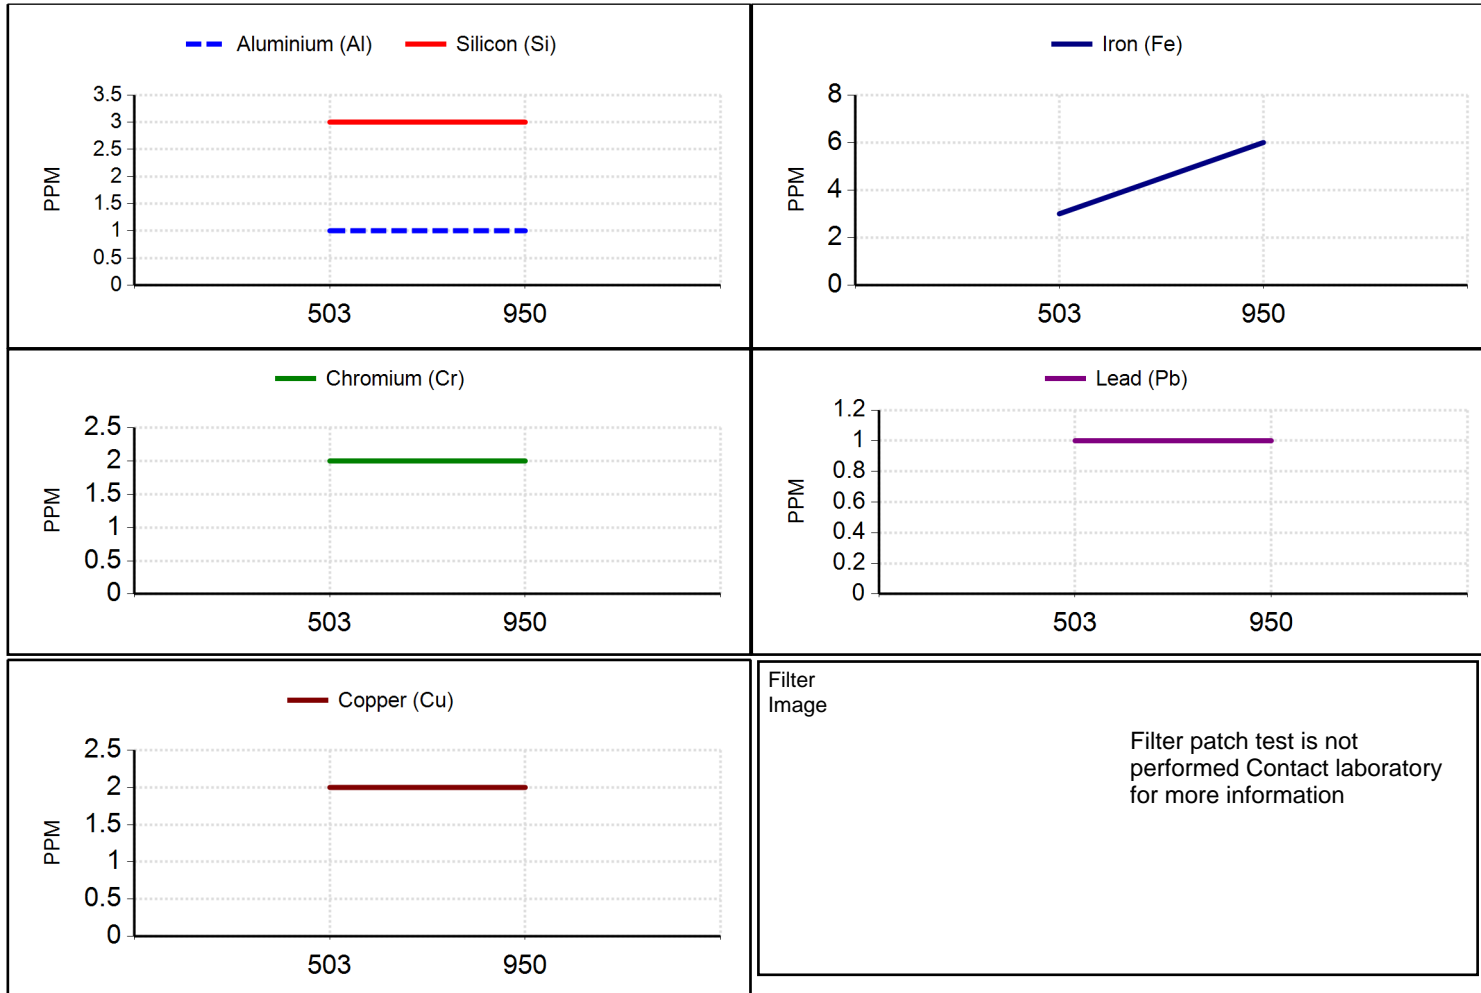 Aluminium (Al) Silicon (Si)
3.5
3
2.5
2
1.5
1
0.5
0
PPM
503 950
Iron (Fe)
8
6
4
2
0
PPM
503 950
Chromium (Cr)
2.5
2
1.5
1
0.5
0
PPM
503 950
Lead (Pb)
1.2
1
0.8
0.6
0.4
0.2
0
PPM
503 950
Copper (Cu)
2.5
2
1.5
1
0.5
0
PPM
503 950
Filter
Image
Filter patch test is not
performed Contact laboratory
for more information